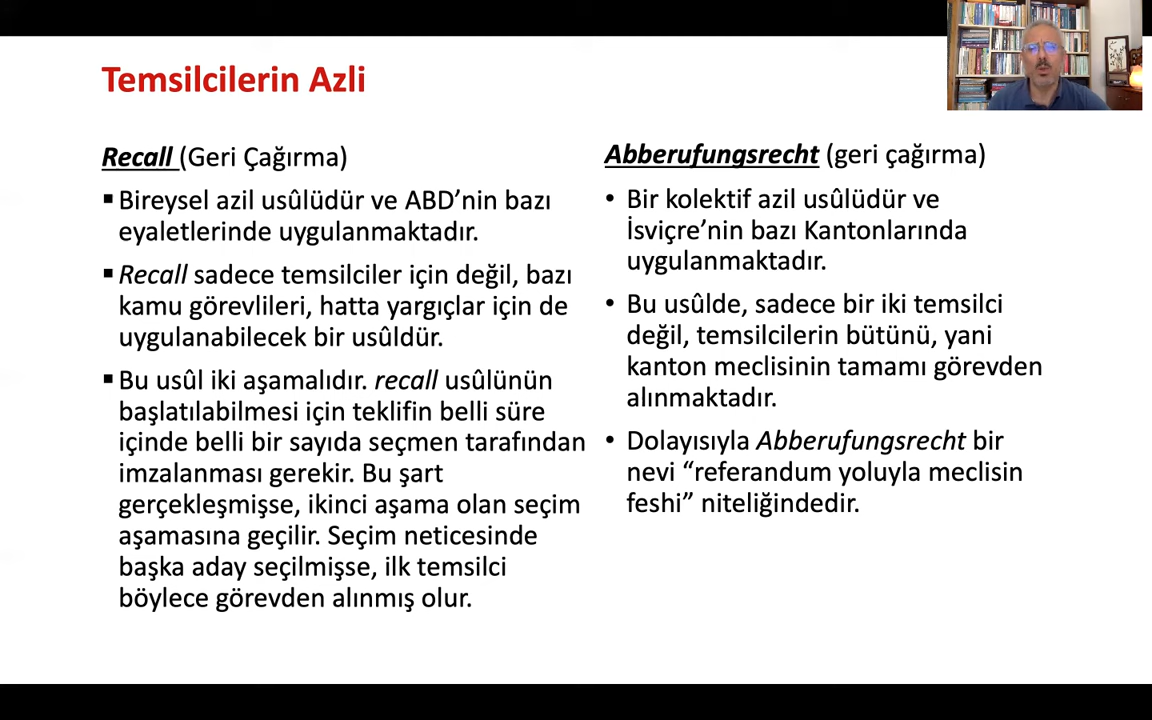 Temsilcilerin Azli
Recall (Geri Çağırma)
▪ Bireysel azil usûlüdür ve ABD’nin bazı
eyaletlerinde uygulanmaktadır.
▪ Recall sadece temsilciler için değil, bazı
kamu görevlileri, hatta yargıçlar için de
uygulanabilecek bir usûldür.
▪ Bu usûl iki aşamalıdır. recall usûlünün
başlatılabilmesi için teklifin belli süre
içinde belli bir sayıda seçmen tarafından
imzalanması gerekir. Bu şart
gerçekleşmişse, ikinci aşama olan seçim
aşamasına geçilir. Seçim neticesinde
başka aday seçilmişse, ilk temsilci
böylece görevden alınmış olur.
Abberufungsrecht (geri çağırma)
• Bir kolektif azil usûlüdür ve
İsviçre’nin bazı Kantonlarında
uygulanmaktadır.
• Bu usûlde, sadece bir iki temsilci
değil, temsilcilerin bütünü, yani
kanton meclisinin tamamı görevden
alınmaktadır.
• Dolayısıyla Abberufungsrecht bir
nevi “referandum yoluyla meclisin
feshi” niteliğindedir.